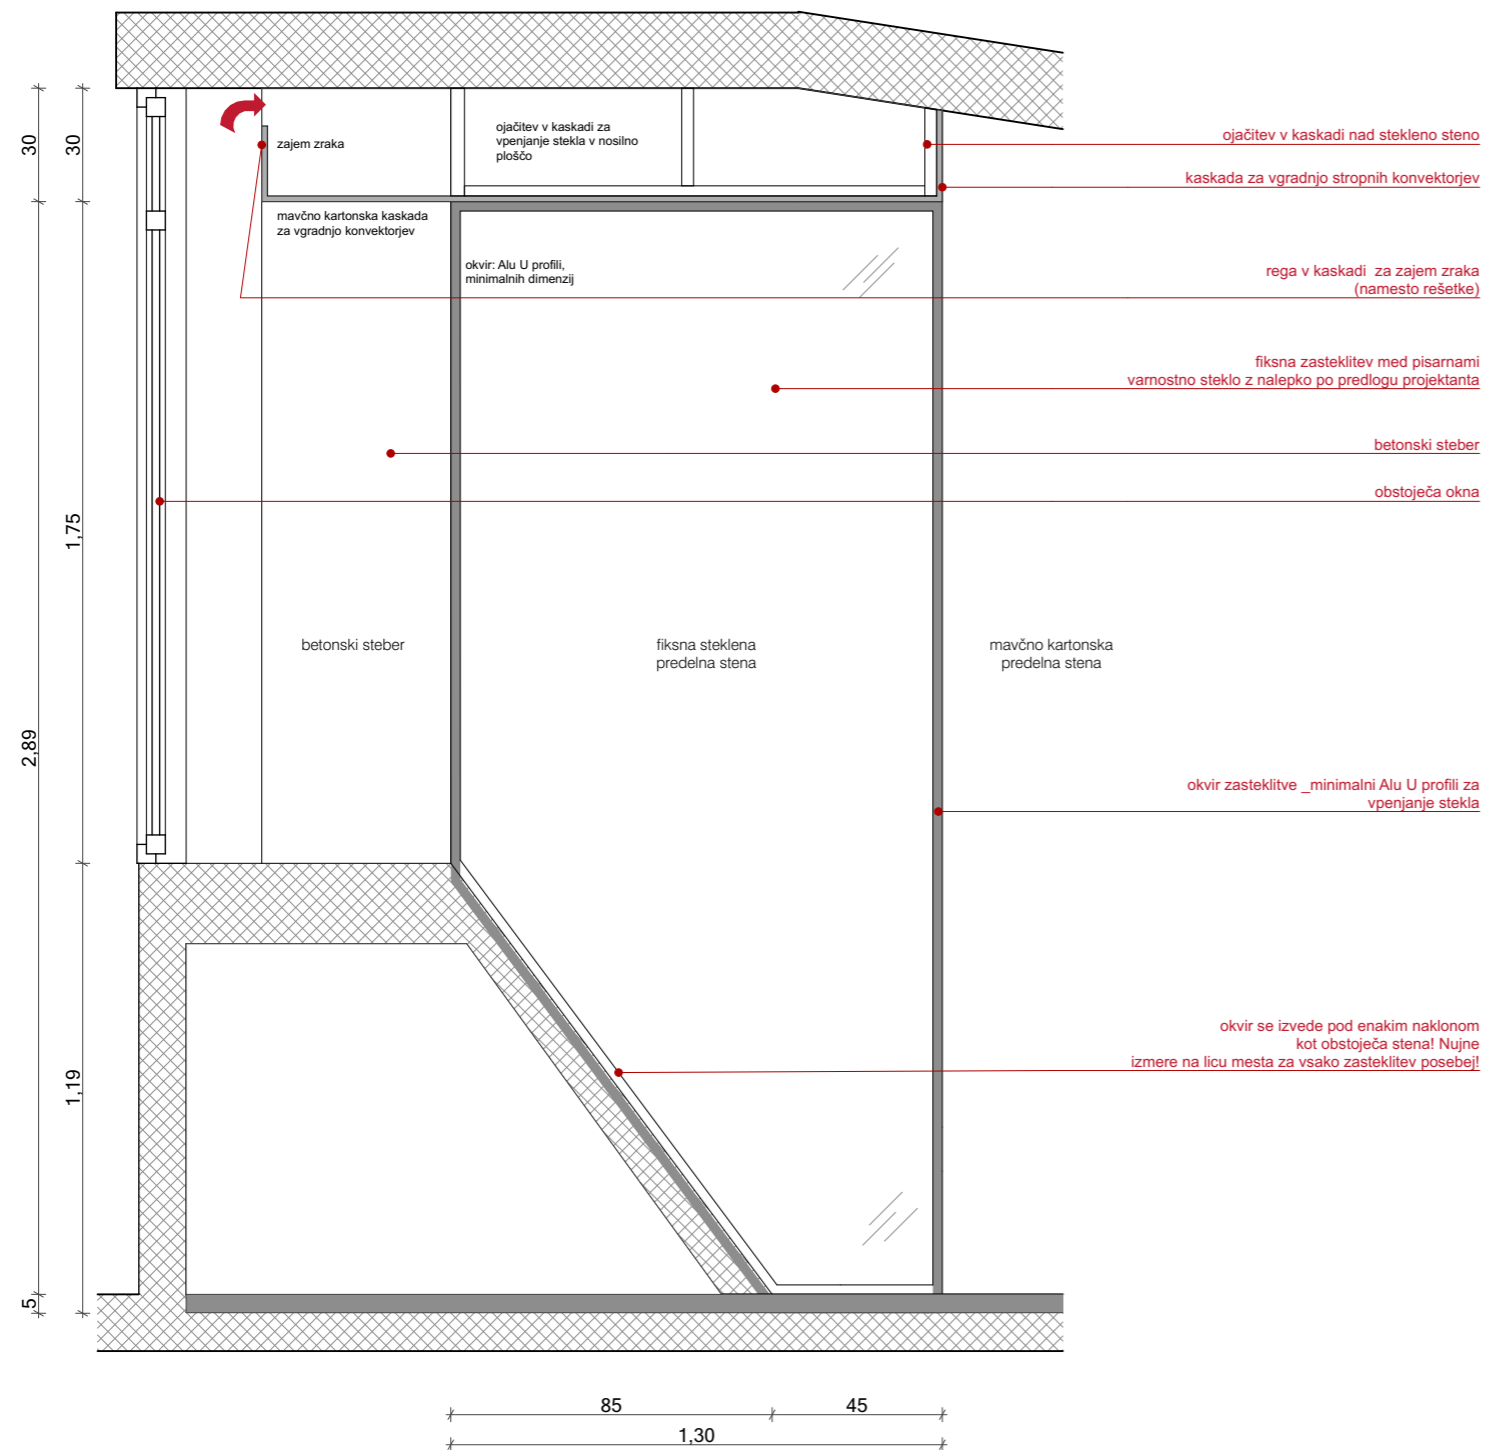 30
30
zajem zraka
ojačitev v kaskadi za
vpenjanje stekla v nosilno
ploščo
ojačitev v kaskadi nad stekleno steno
kaskada za vgradnjo stropnih konvektorjev
mavčno kartonska kaskada
za vgradnjo konvektorjev
okvir: Alu U profili,
minimalnih dimenzij
rega v kaskadi  za zajem zraka
(namesto rešetke)
fiksna zasteklitev med pisarnami
varnostno steklo z nalepko po predlogu projektanta
betonski steber
obstoječa okna
1,75
betonski steber
fiksna steklena
predelna stena
mavčno kartonska
predelna stena
2,89
okvir zasteklitve _minimalni Alu U profili za
vpenjanje stekla
okvir se izvede pod enakim naklonom
kot obstoječa stena! Nujne
izmere na licu mesta za vsako zasteklitev posebej!
1,19
5
85
45
1,30